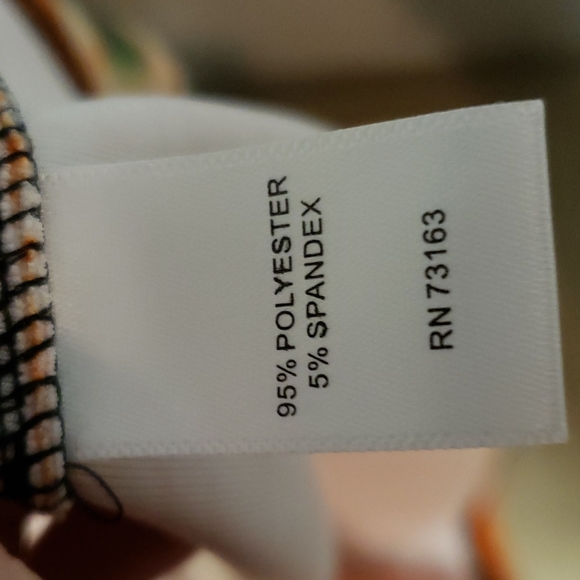 95% POLYESTER
5% SPANDEX
RN 73163